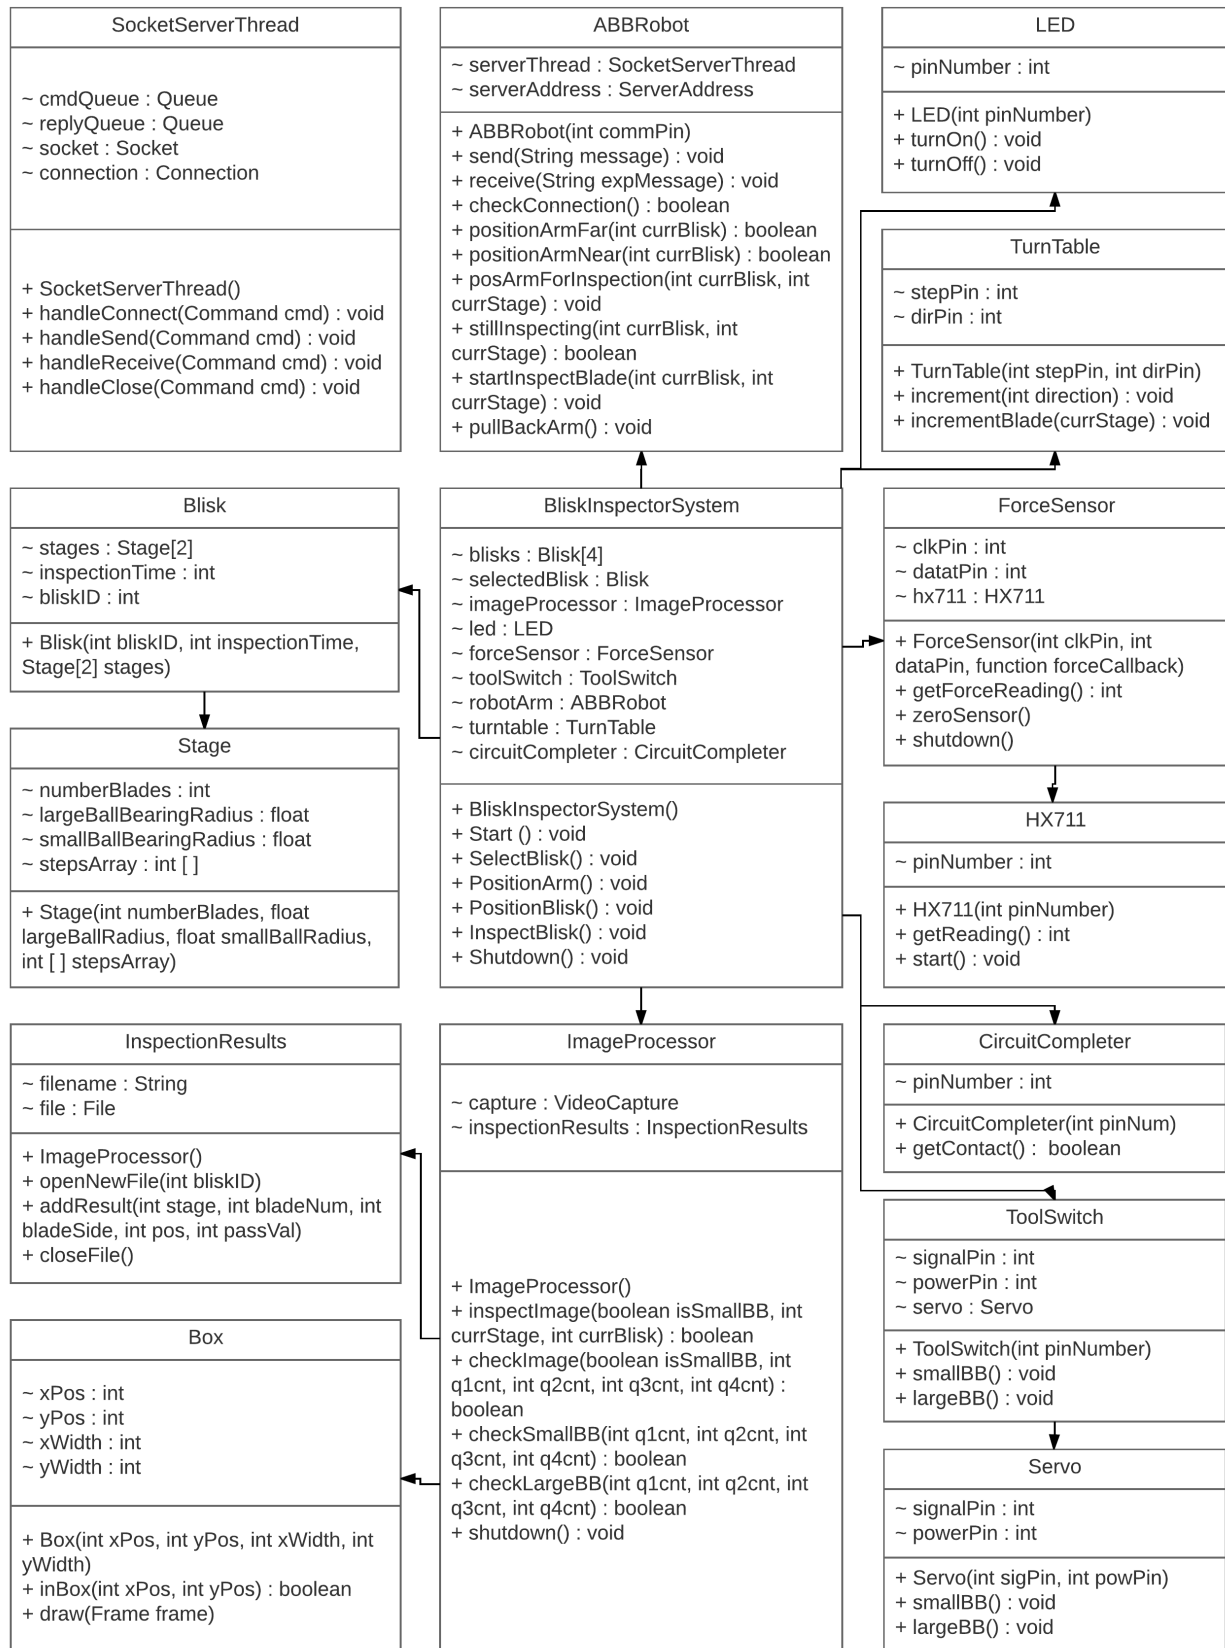 SocketServerThread
~ cmdQueue : Queue
~ replyQueue : Queue
~ socket : Socket
~ connection : Connection
+ SocketServerThread()
+ handleConnect(Command cmd) : void
+ handleSend(Command cmd) : void
+ handleReceive(Command cmd) : void
+ handleClose(Command cmd) : void
ABBRobot
~ serverThread : SocketServerThread
~ serverAddress : ServerAddress
+ ABBRobot(int commPin)
+ send(String message) : void
+ receive(String expMessage) : void
+ checkConnection() : boolean
+ positionArmFar(int currBlisk) : boolean
+ positionArmNear(int currBlisk) : boolean
+ posArmForInspection(int currBlisk, int
currStage) : void
+ stillInspecting(int currBlisk, int
currStage) : boolean
+ startInspectBlade(int currBlisk, int
currStage) : void
+ pullBackArm() : void
LED
~ pinNumber : int
+ LED(int pinNumber)
+ turnOn() : void
+ turnOff() : void
TurnTable
~ stepPin : int
~ dirPin : int
+ TurnTable(int stepPin, int dirPin)
+ increment(int direction) : void
+ incrementBlade(currStage) : void
Blisk
~ stages : Stage[2]
~ inspectionTime : int
~ bliskID : int
+ Blisk(int bliskID, int inspectionTime,
Stage[2] stages)
Stage
~ numberBlades : int
~ largeBallBearingRadius : float
~ smallBallBearingRadius : float
~ stepsArray : int [ ]
+ Stage(int numberBlades, float
largeBallRadius, float smallBallRadius,
int [ ] stepsArray)
BliskInspectorSystem
~ blisks : Blisk[4]
~ selectedBlisk : Blisk
~ imageProcessor : ImageProcessor
~ led : LED
~ forceSensor : ForceSensor
~ toolSwitch : ToolSwitch
~ robotArm : ABBRobot
~ turntable : TurnTable
~ circuitCompleter : CircuitCompleter
+ BliskInspectorSystem()
+ Start () : void
+ SelectBlisk() : void
+ PositionArm() : void
+ PositionBlisk() : void
+ InspectBlisk() : void
+ Shutdown() : void
ForceSensor
~ clkPin : int
~ datatPin : int
~ hx711 : HX711
+ ForceSensor(int clkPin, int
dataPin, function forceCallback)
+ getForceReading() : int
+ zeroSensor()
+ shutdown()
HX711
~ pinNumber : int
+ HX711(int pinNumber)
+ getReading() : int
+ start() : void
InspectionResults
~ filename : String
~ file : File
+ ImageProcessor()
+ openNewFile(int bliskID)
+ addResult(int stage, int bladeNum, int
bladeSide, int pos, int passVal)
+ closeFile()
Box
~ xPos : int
~ yPos : int
~ xWidth : int
~ yWidth : int
+ Box(int xPos, int yPos, int xWidth, int
yWidth)
+ inBox(int xPos, int yPos) : boolean
+ draw(Frame frame)
ImageProcessor
~ capture : VideoCapture
~ inspectionResults : InspectionResults
+ ImageProcessor()
+ inspectImage(boolean isSmallBB, int
currStage, int currBlisk) : boolean
+ checkImage(boolean isSmallBB, int
q1cnt, int q2cnt, int q3cnt, int q4cnt) :
boolean
+ checkSmallBB(int q1cnt, int q2cnt, int
q3cnt, int q4cnt) : boolean
+ checkLargeBB(int q1cnt, int q2cnt, int
q3cnt, int q4cnt) : boolean
+ shutdown() : void
CircuitCompleter
~ pinNumber : int
+ CircuitCompleter(int pinNum)
+ getContact() :  boolean
ToolSwitch
~ signalPin : int
~ powerPin : int
~ servo : Servo
+ ToolSwitch(int pinNumber)
+ smallBB() : void
+ largeBB() : void
Servo
~ signalPin : int
~ powerPin : int
+ Servo(int sigPin, int powPin)
+ smallBB() : void
+ largeBB() : void